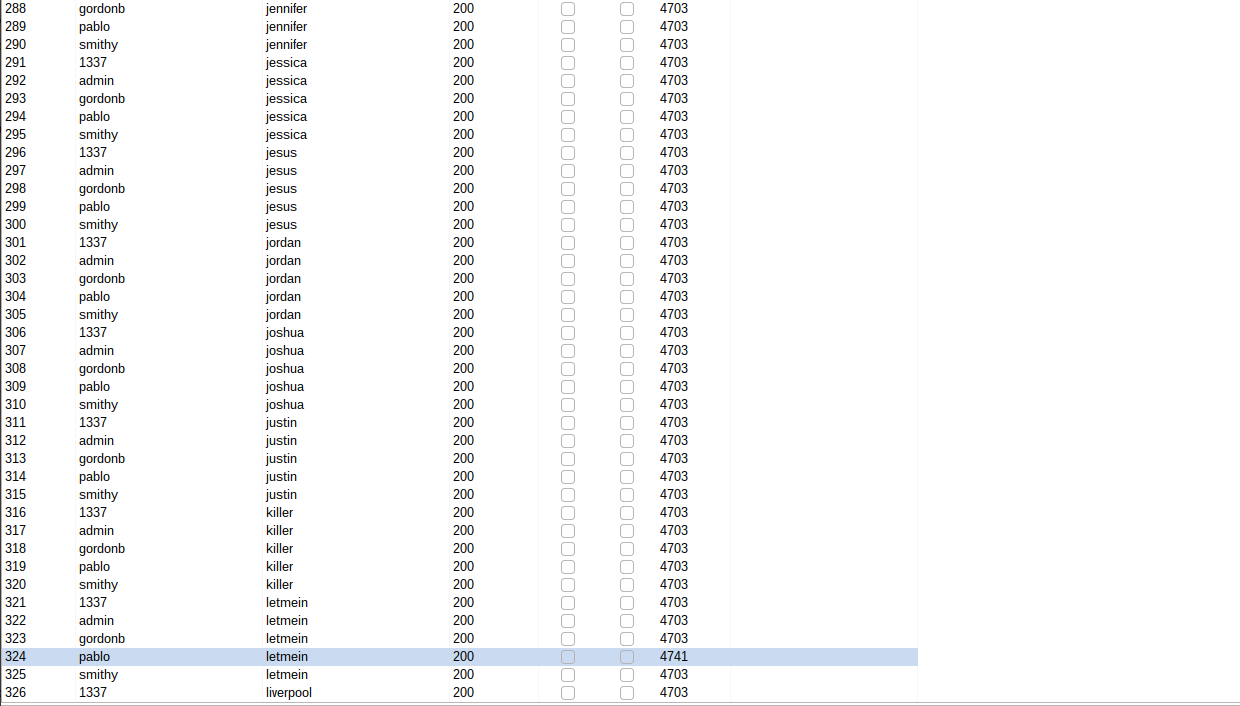 288 gordonb jennifer 200 4703
289 pablo jennifer 200 4703
290 smithy jennifer 200 4703
291 1337 jessica 200 4703
292 admin jessica 200 4703
293 gordonb jessica 200 4703
294 pablo jessica 200 4703
295 smithy jessica 200 4703
296 1337 jesus 200 4703
297 admin jesus 200 4703
298 gordonb jesus 200 4703
299 pablo jesus 200 4703
300 smithy jesus 200 4703
301 1337 jordan 200 4703
302 admin jordan 200 4703
303 gordonb jordan 200 4703
304 pablo jordan 200 4703
305 smithy jordan 200 4703
306 1337 joshua 200 4703
307 admin joshua 200 4703
308 gordonb joshua 200 4703
309 pablo joshua 200 4703
310 smithy joshua 200 4703
311 1337 justin 200 4703
312 admin justin 200 4703
313 gordonb justin 200 4703
314 pablo justin 200 4703
315 smithy justin 200 4703
316 1337 killer 200 4703
317 admin killer 200 4703
318 gordonb killer 200 4703
319 pablo killer 200 4703
320 smithy killer 200 4703
321 1337 letmein 200 4703
322 admin letmein 200 4703
323 gordonb letmein 200 4703
324 pablo letmein 200 4741
325 smithy letmein 200 4703
326 1337 liverpool 200 4703